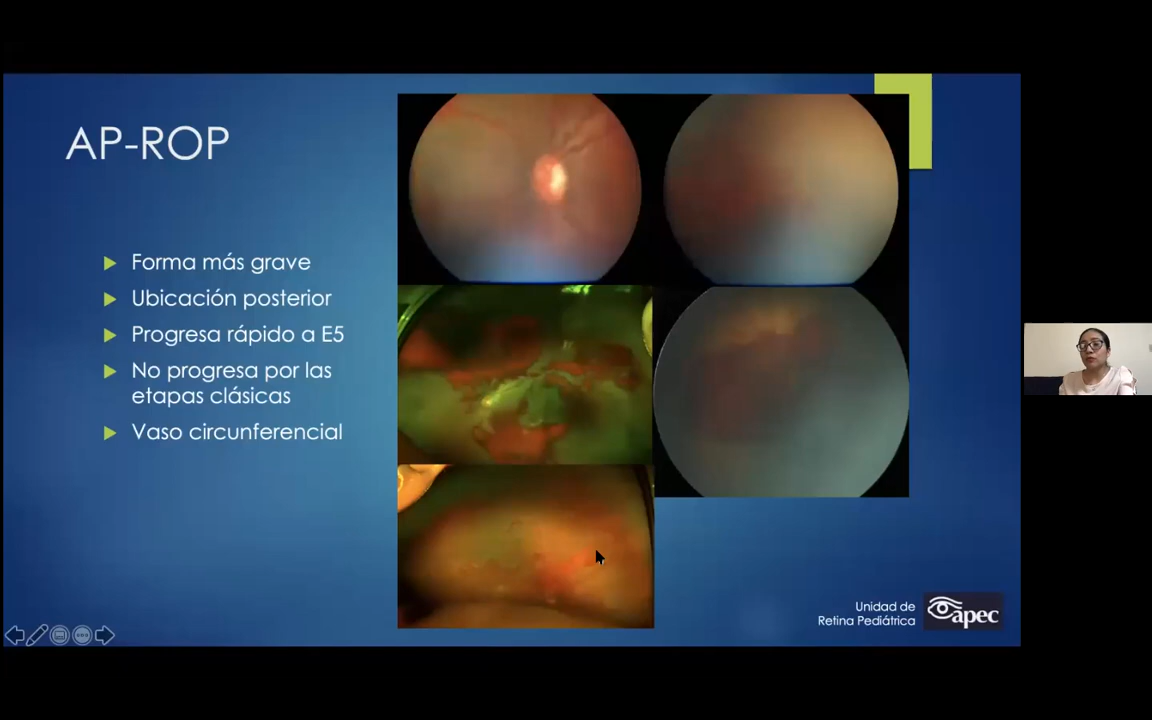 AP-ROP
Forma más grave
Ubicación posterior
Progresa rápido a E5
No progresa por las
etapas clásicas
Vaso circunferencial
Unidad de
Retina Pediátrica
apec